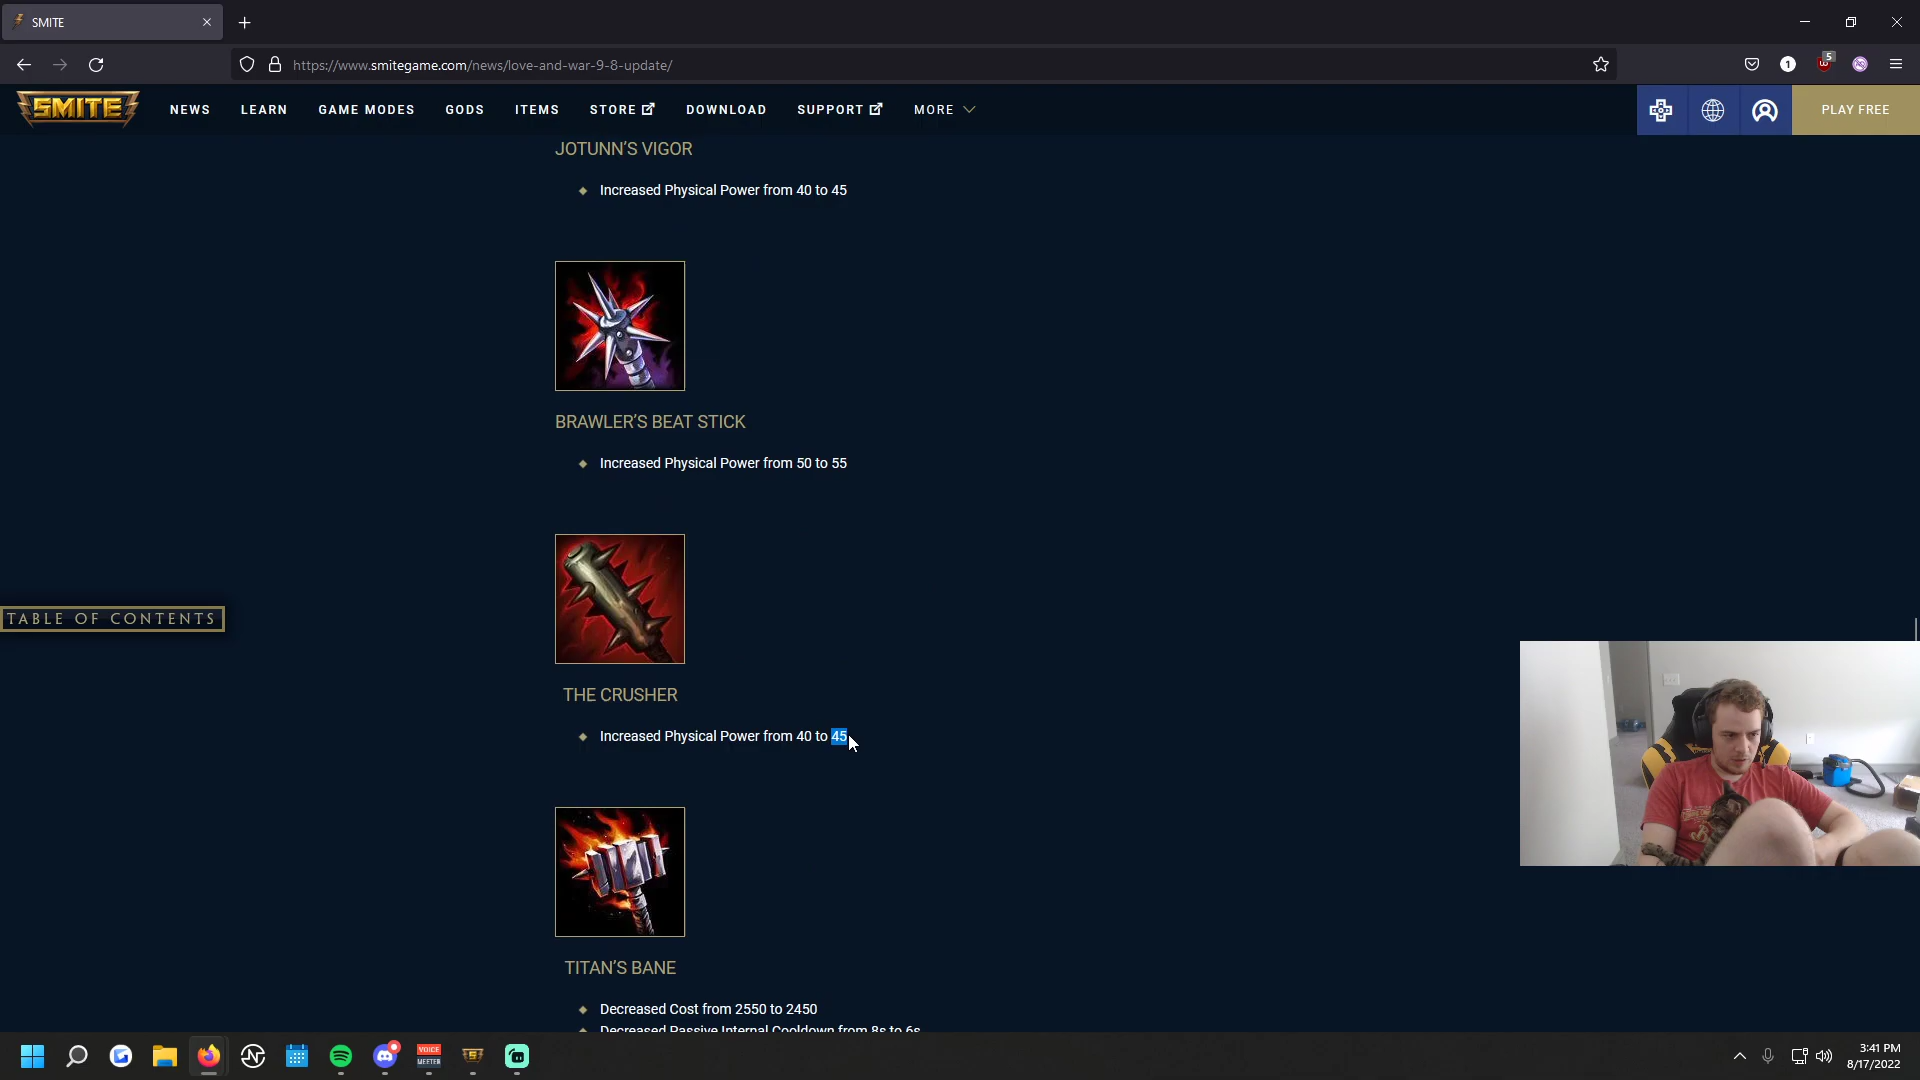 SMITE
https://www.smitegame.com/news/love-and-war-9-8-update/
5
1
SMITE
NEWS
LEARN
GAME MODES
GODS
ITEMS
STORE
DOWNLOAD
SUPPORT
MORE
PLAY FREE
JOTUNN'S VIGOR
Increased Physical Power from 40 to 45
BRAWLER'S BEAT STICK
Increased Physical Power from 50 to 55
TABLE OF CONTENTS
THE CRUSHER
Increased Physical Power from 40 to 45
TITAN'S BANE
Decreased Cost from 2550 to 2450
Decreased Passive Internal Cooldown from 8s to 6s
VOICE
MEETER
3:41 PM
8/17/2022